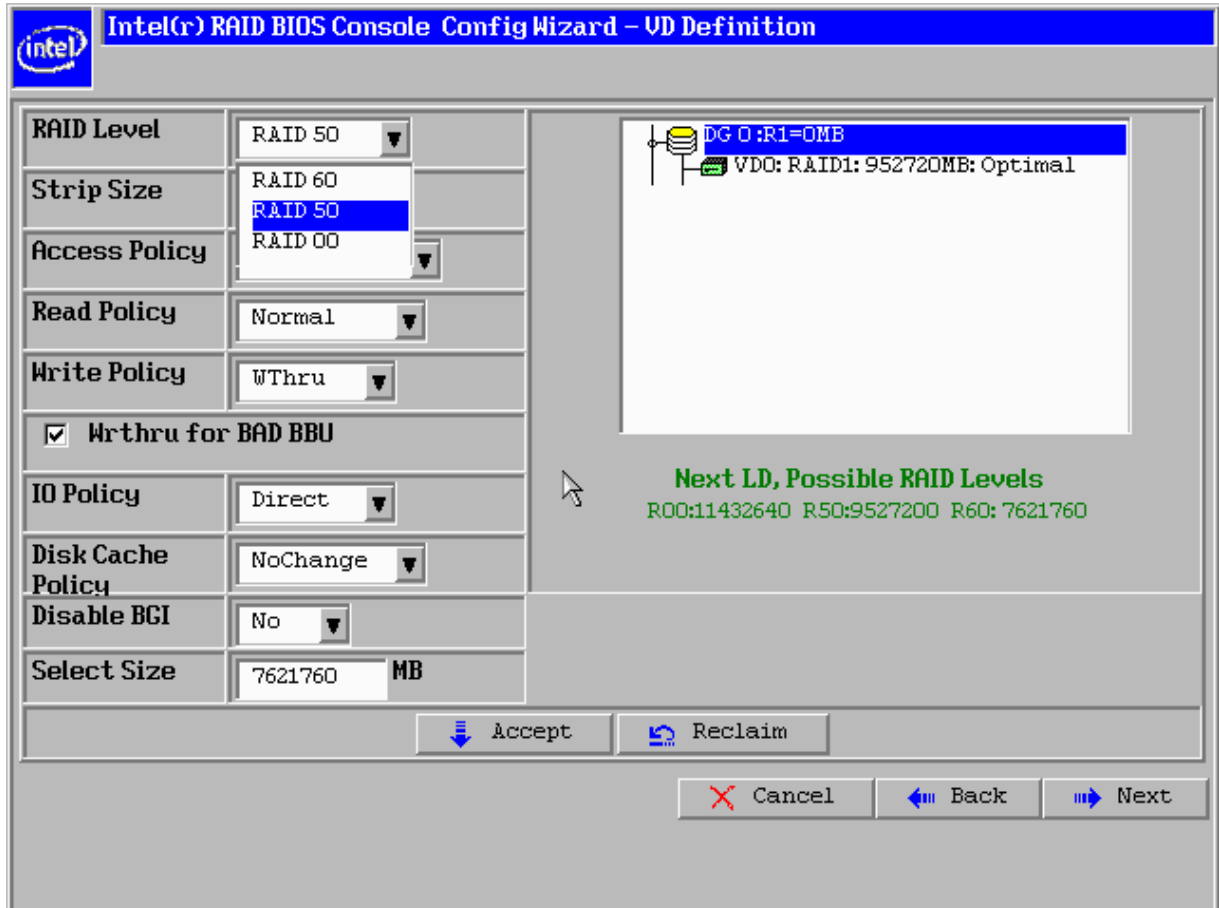 Intel(r) RAID BIOS Console Config Wizard – VD Definition
intel
RAID Level
RAID 50
RAID 60
RAID 50
RAID 00
Strip Size
Access Policy
Read Policy
Normal
Write Policy
WThru
Wrthru for BAD BBU
IO Policy
Direct
Disk Cache
Policy
NoChange
Disable BGI
No
Select Size
7621760
MB
DG 0 :R1=0MB
VD0: RAID1: 952720MB: Optimal
Next LD, Possible RAID Levels
R00:11432640 R50:9527200 R60: 7621760
Accept
Reclaim
Cancel
Back
Next